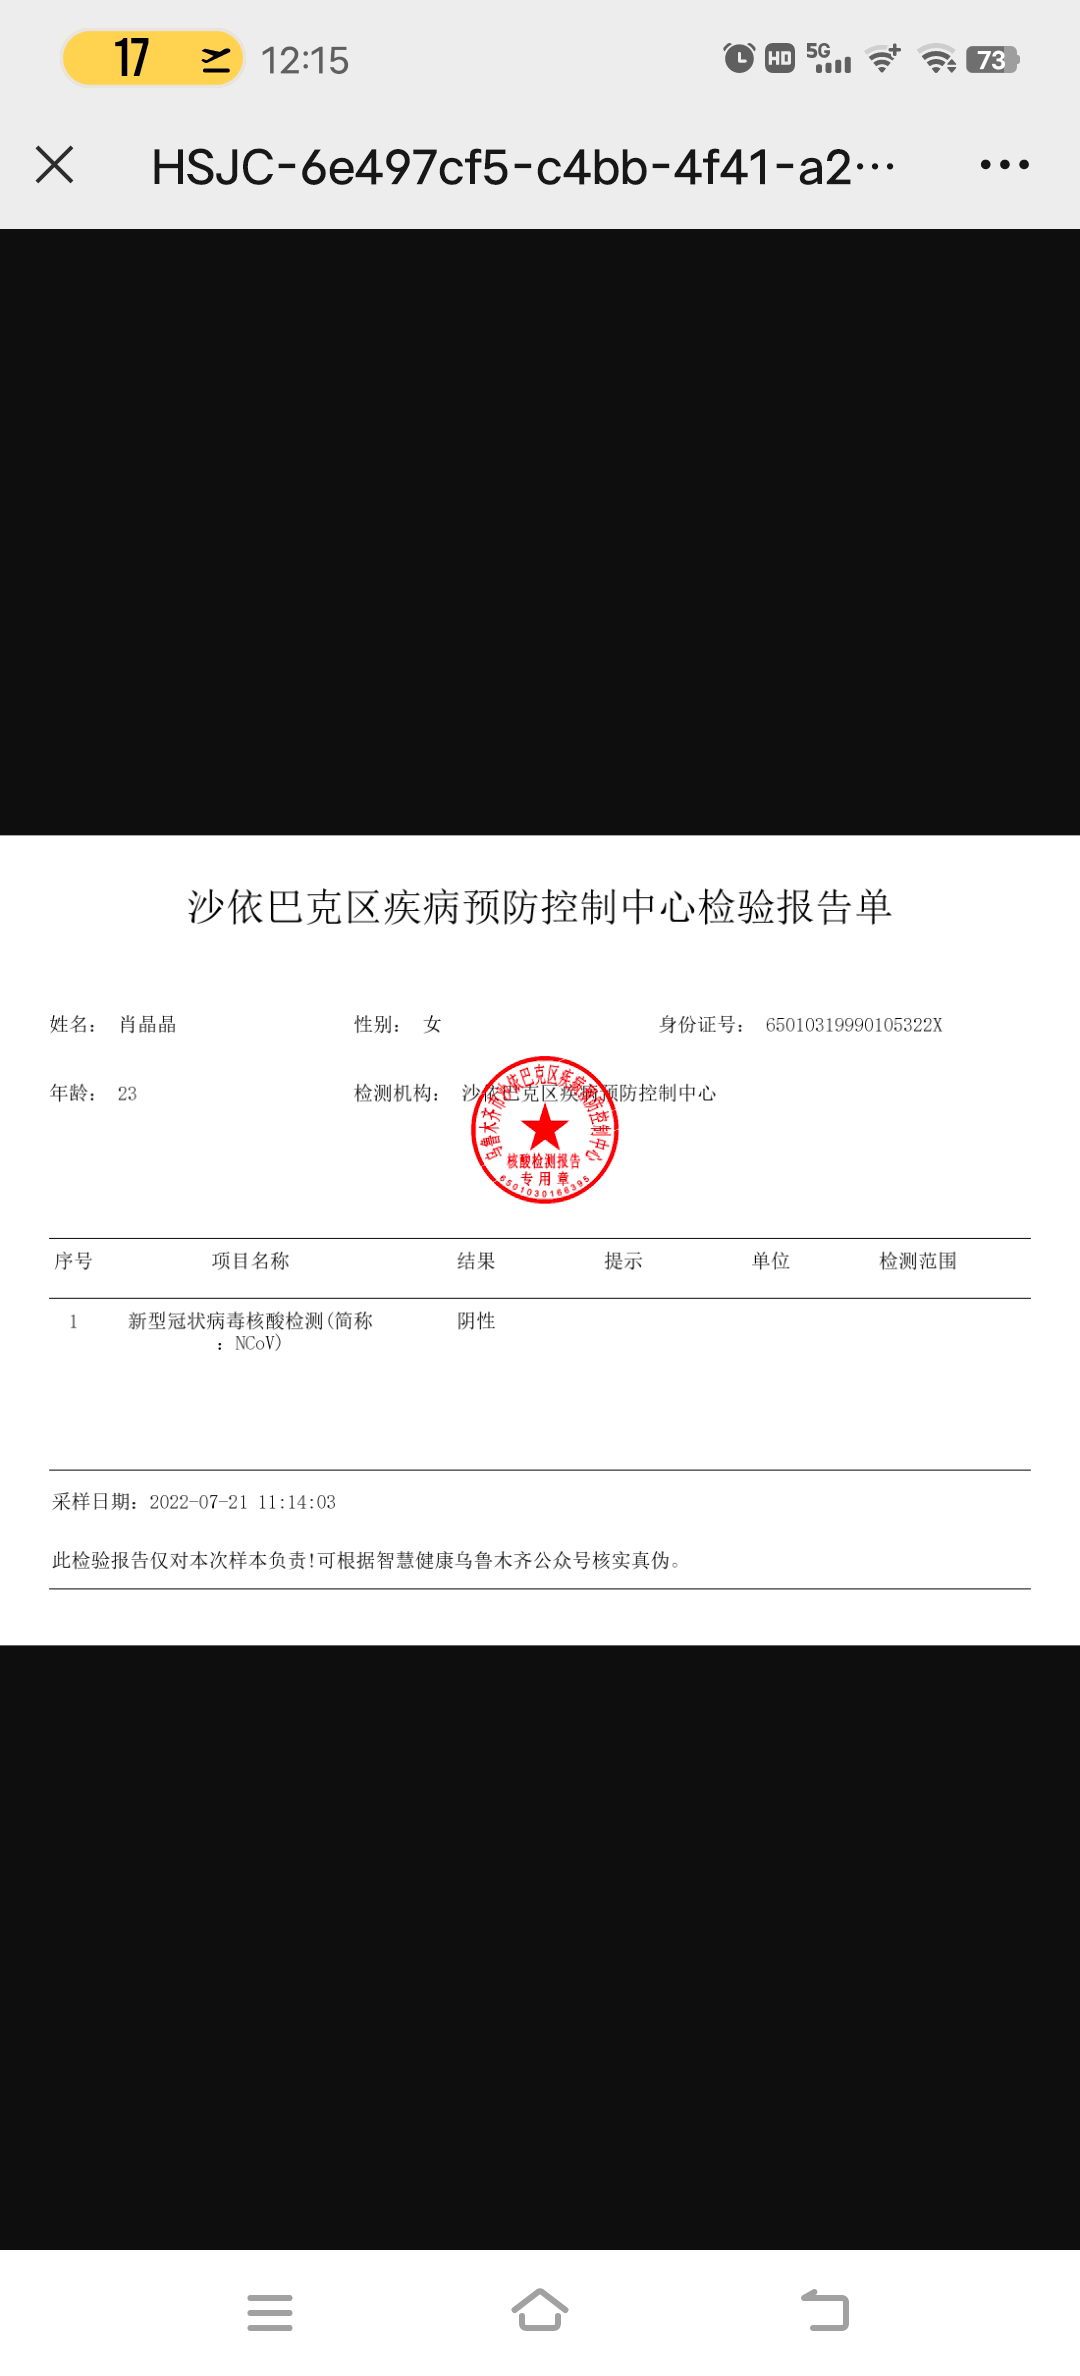 17 12:15 HD 5G 73
HSJC-6e497cf5-c4bb-4f41-a2···
沙依巴克区疾病预防控制中心检验报告单
姓名： 肖晶晶 性别： 女 身份证号： 65010319990105322X
年龄： 23 检测机构： 沙依巴克区疾病预防控制中心
乌鲁木齐市沙依巴克区疾病预防控制中心
核酸检测报告
专用章
6501030166395
序号 项目名称 结果 提示 单位 检测范围
1 新型冠状病毒核酸检测(简称 阴性
：NCoV)
采样日期：2022-07-21 11:14:03
此检验报告仅对本次样本负责!可根据智慧健康乌鲁木齐公众号核实真伪。